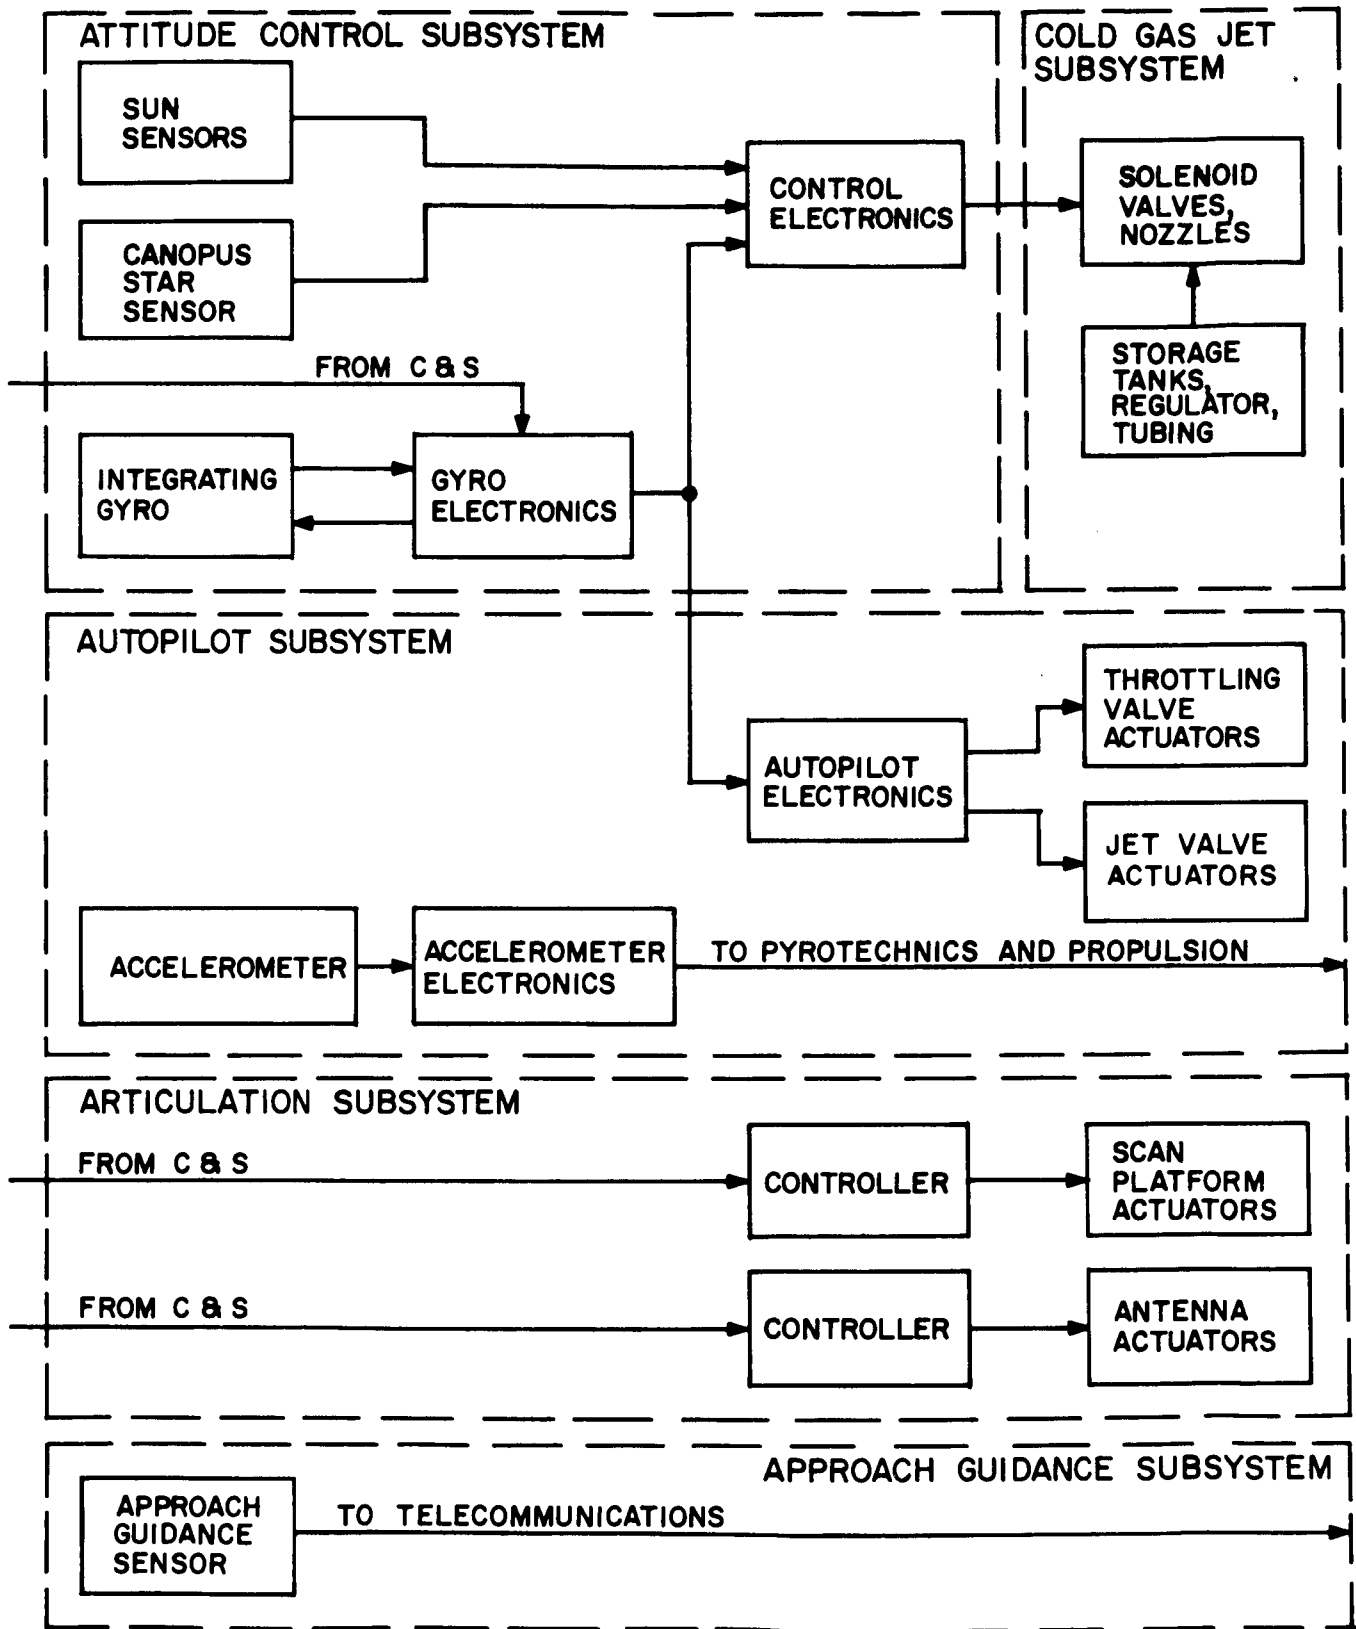 ATTITUDE CONTROL SUBSYSTEM
COLD GAS JET
SUBSYSTEM
SUN
SENSORS
CONTROL
ELECTRONICS
SOLENOID
VALVES,
NOZZLES
CANOPUS
STAR
SENSOR
STORAGE
TANKS,
REGULATOR,
TUBING
FROM C & S
INTEGRATING
GYRO
GYRO
ELECTRONICS
AUTOPILOT SUBSYSTEM
THROTTLING
VALVE
ACTUATORS
AUTOPILOT
ELECTRONICS
JET VALVE
ACTUATORS
ACCELEROMETER
ACCELEROMETER
ELECTRONICS
TO PYROTECHNICS AND PROPULSION
ARTICULATION SUBSYSTEM
FROM C & S
CONTROLLER
SCAN
PLATFORM
ACTUATORS
FROM C & S
CONTROLLER
ANTENNA
ACTUATORS
APPROACH GUIDANCE SUBSYSTEM
APPROACH
GUIDANCE
SENSOR
TO TELECOMMUNICATIONS